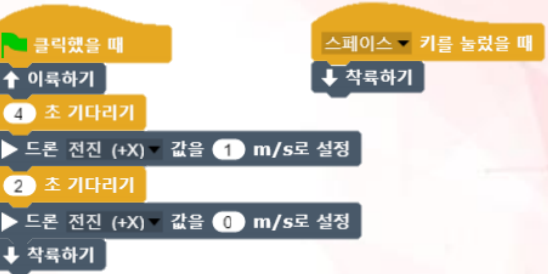 클릭했을 때
이륙하기
4 초 기다리기
드론 전진 (+X) 값을 1 m/s로 설정
2 초 기다리기
드론 전진 (+X) 값을 0 m/s로 설정
착륙하기
스페이스 키를 눌렀을 때
착륙하기